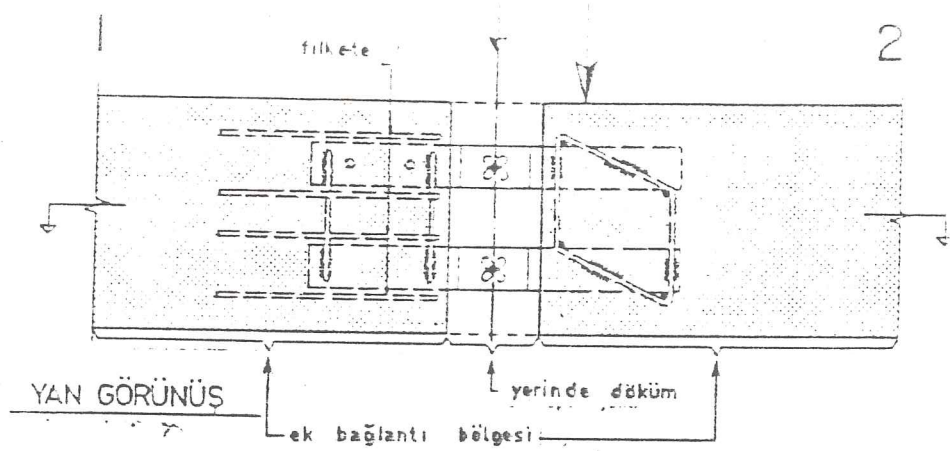 1
2
filkete
yerinde döküm
YAN GÖRÜNÜŞ
ek bağlantı bölgesi